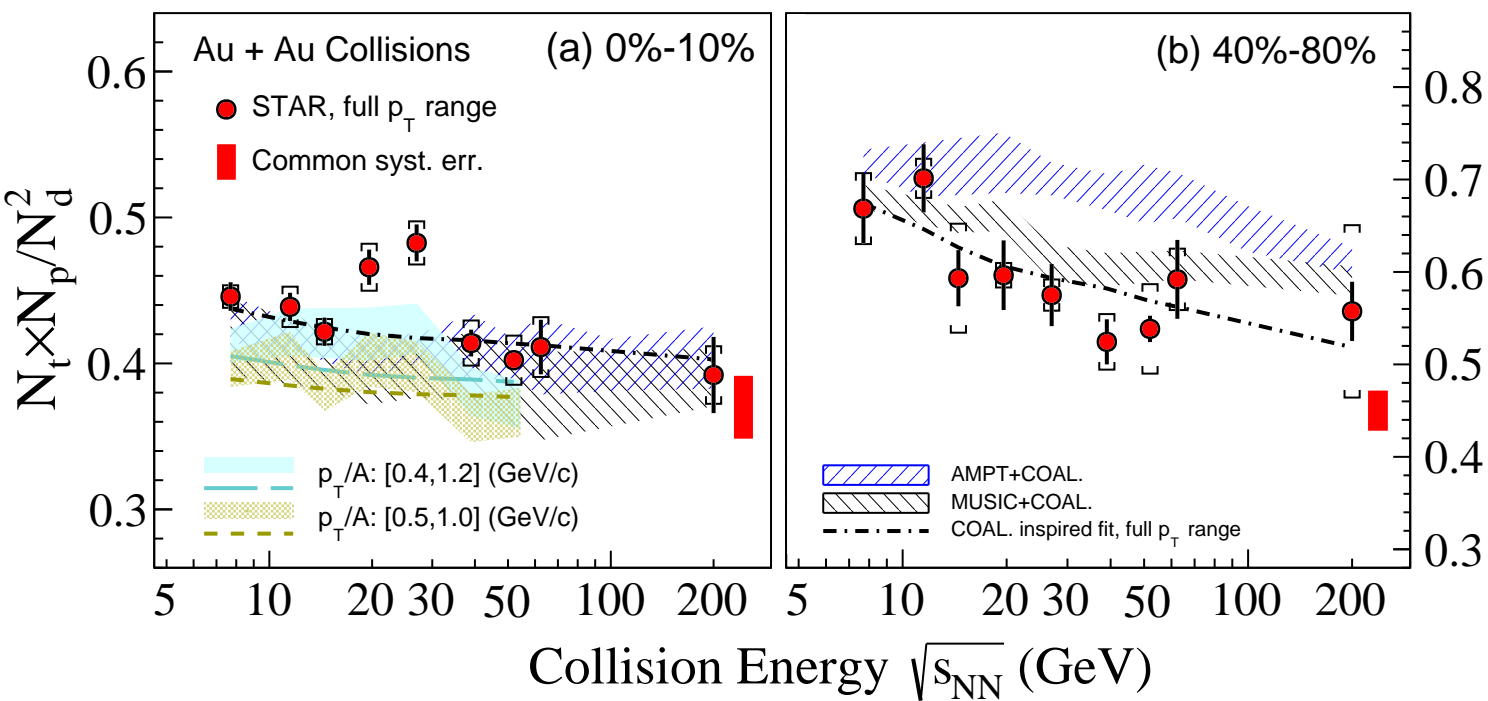 Au + Au Collisions
(a) 0%-10%
STAR, full p_T range
Common syst. err.
N_t×N_p/N_d^2
0.6
0.5
0.4
0.3
p_T/A: [0.4,1.2] (GeV/c)
p_T/A: [0.5,1.0] (GeV/c)
5 10 20 30 50 100 200
(b) 40%-80%
0.8
0.7
0.6
0.5
0.4
0.3
AMPT+COAL.
MUSIC+COAL.
COAL. inspired fit, full p_T range
5 10 20 30 50 100 200
Collision Energy √s_NN (GeV)